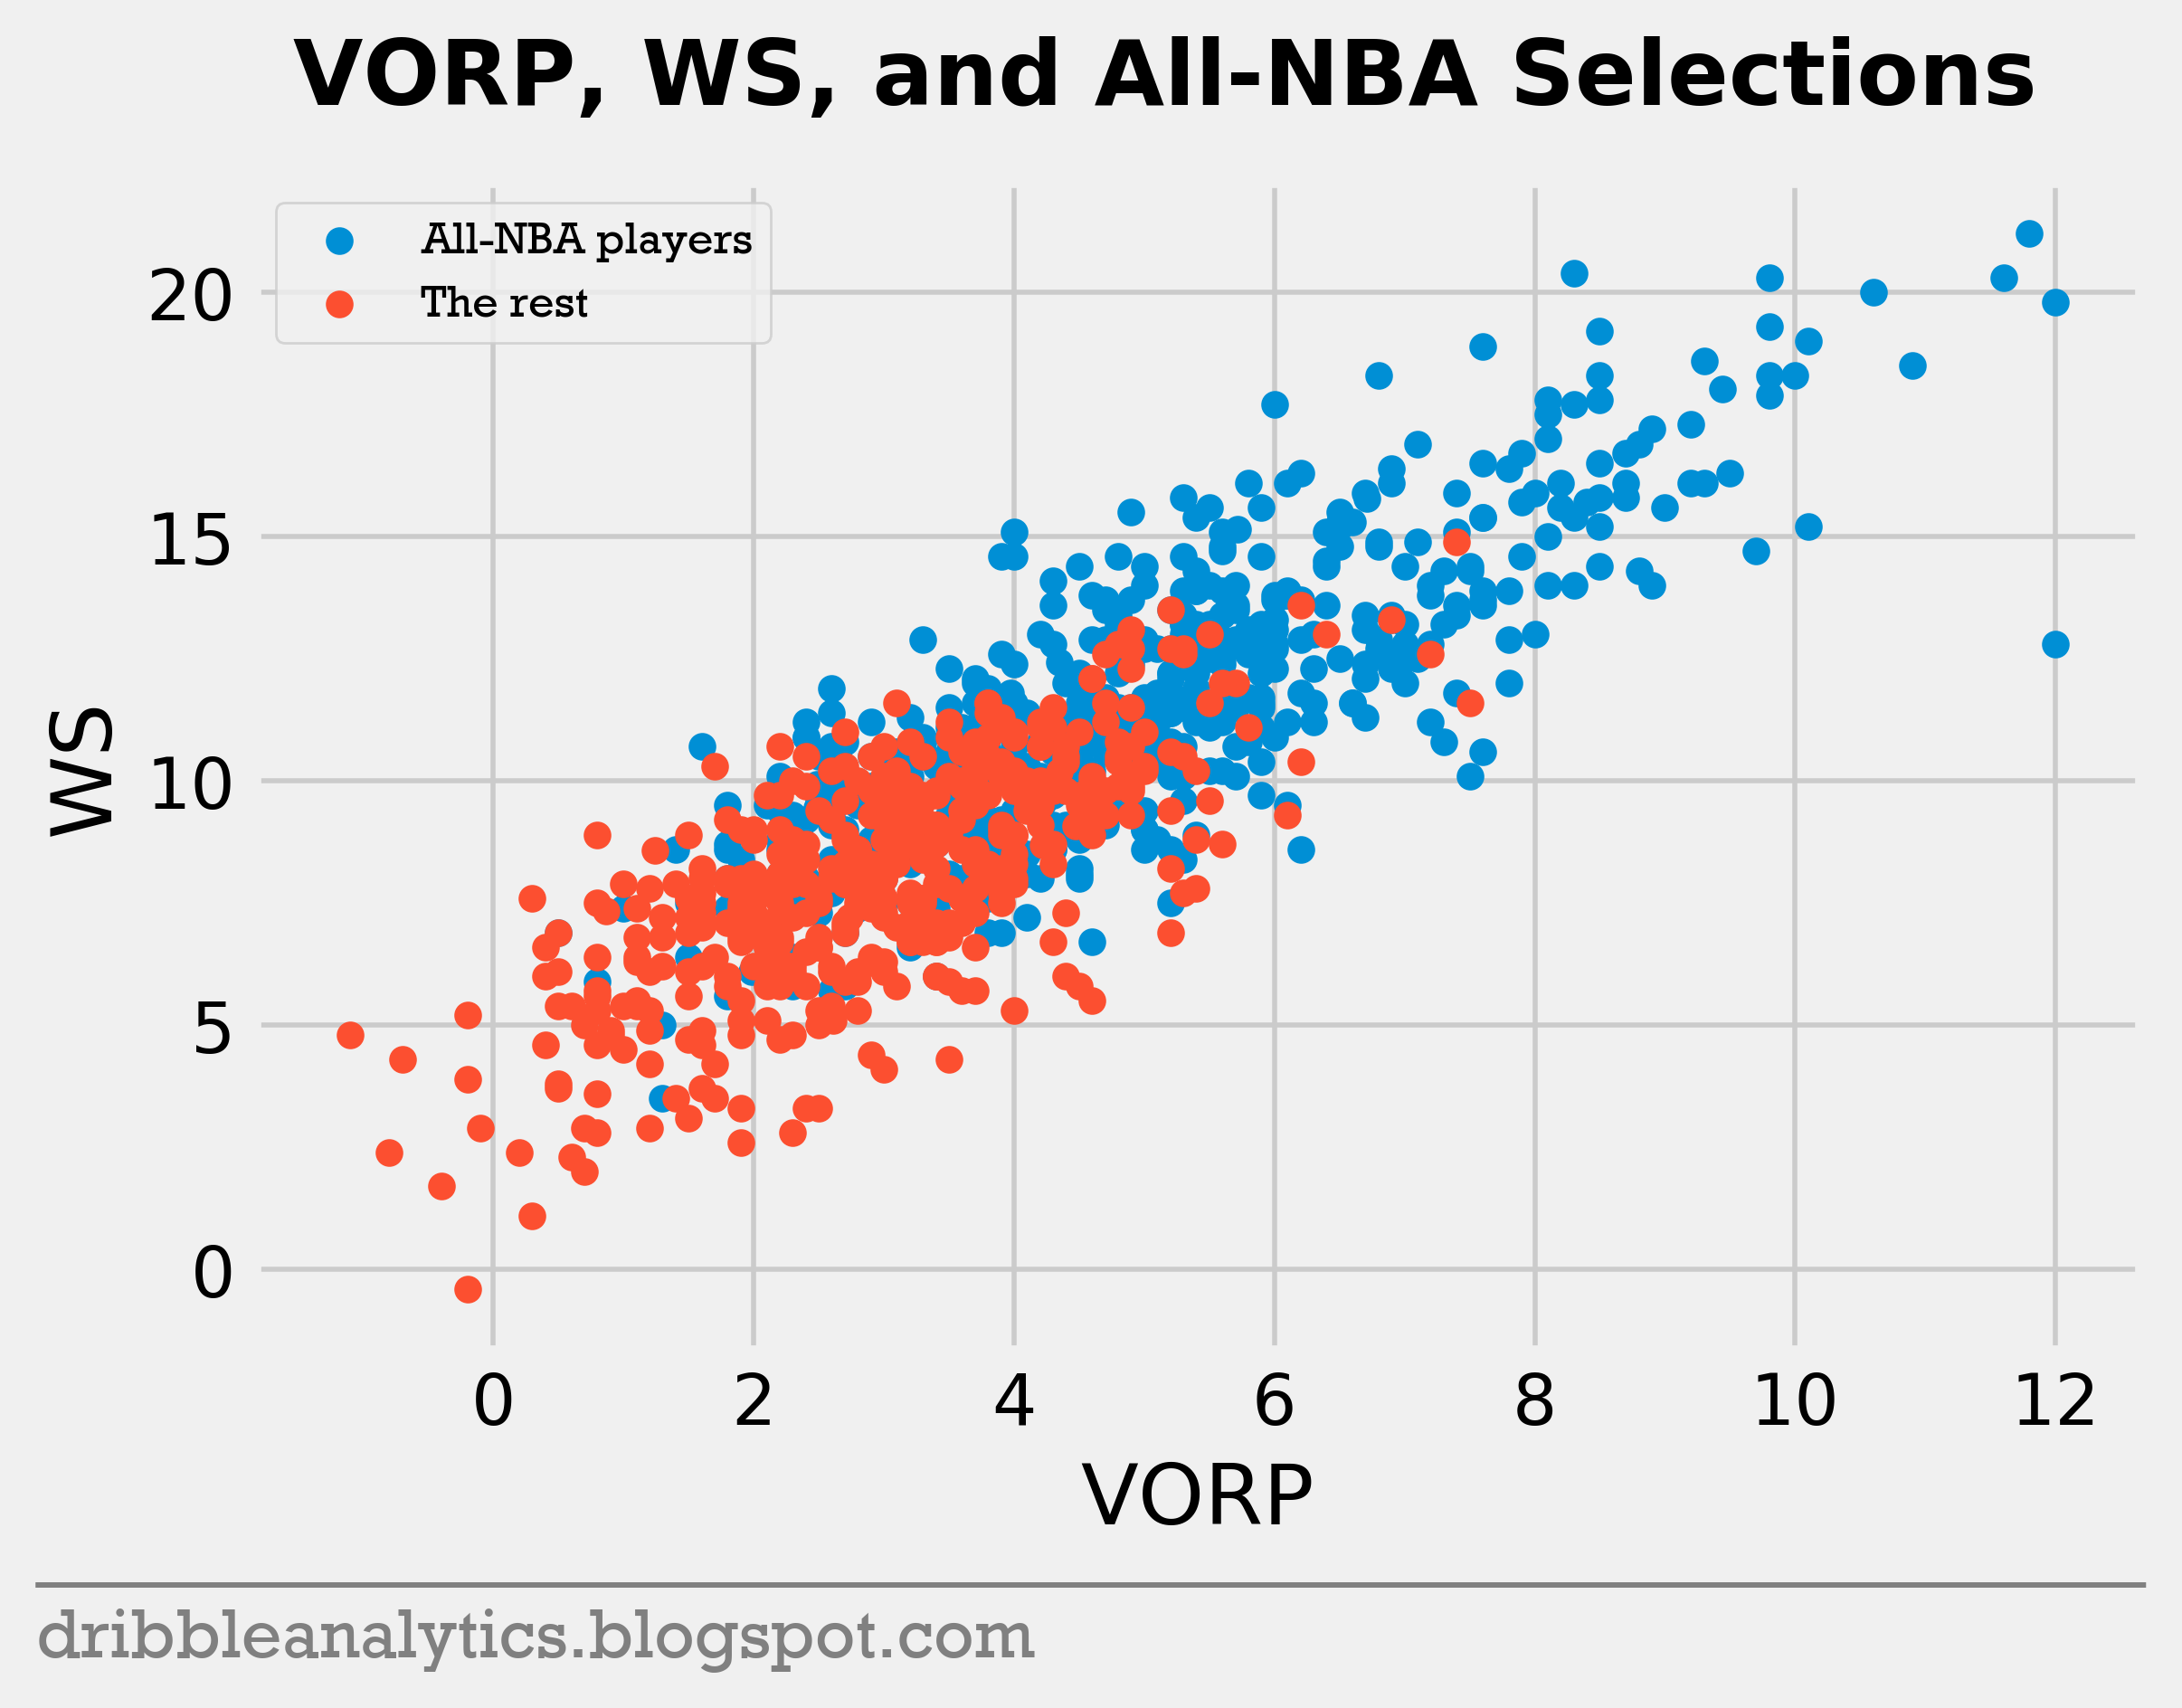 VORP, WS, and All-NBA Selections
All-NBA players
The rest
20
15
10
5
0
WS
0 2 4 6 8 10 12
VORP
dribbleanalytics.blogspot.com